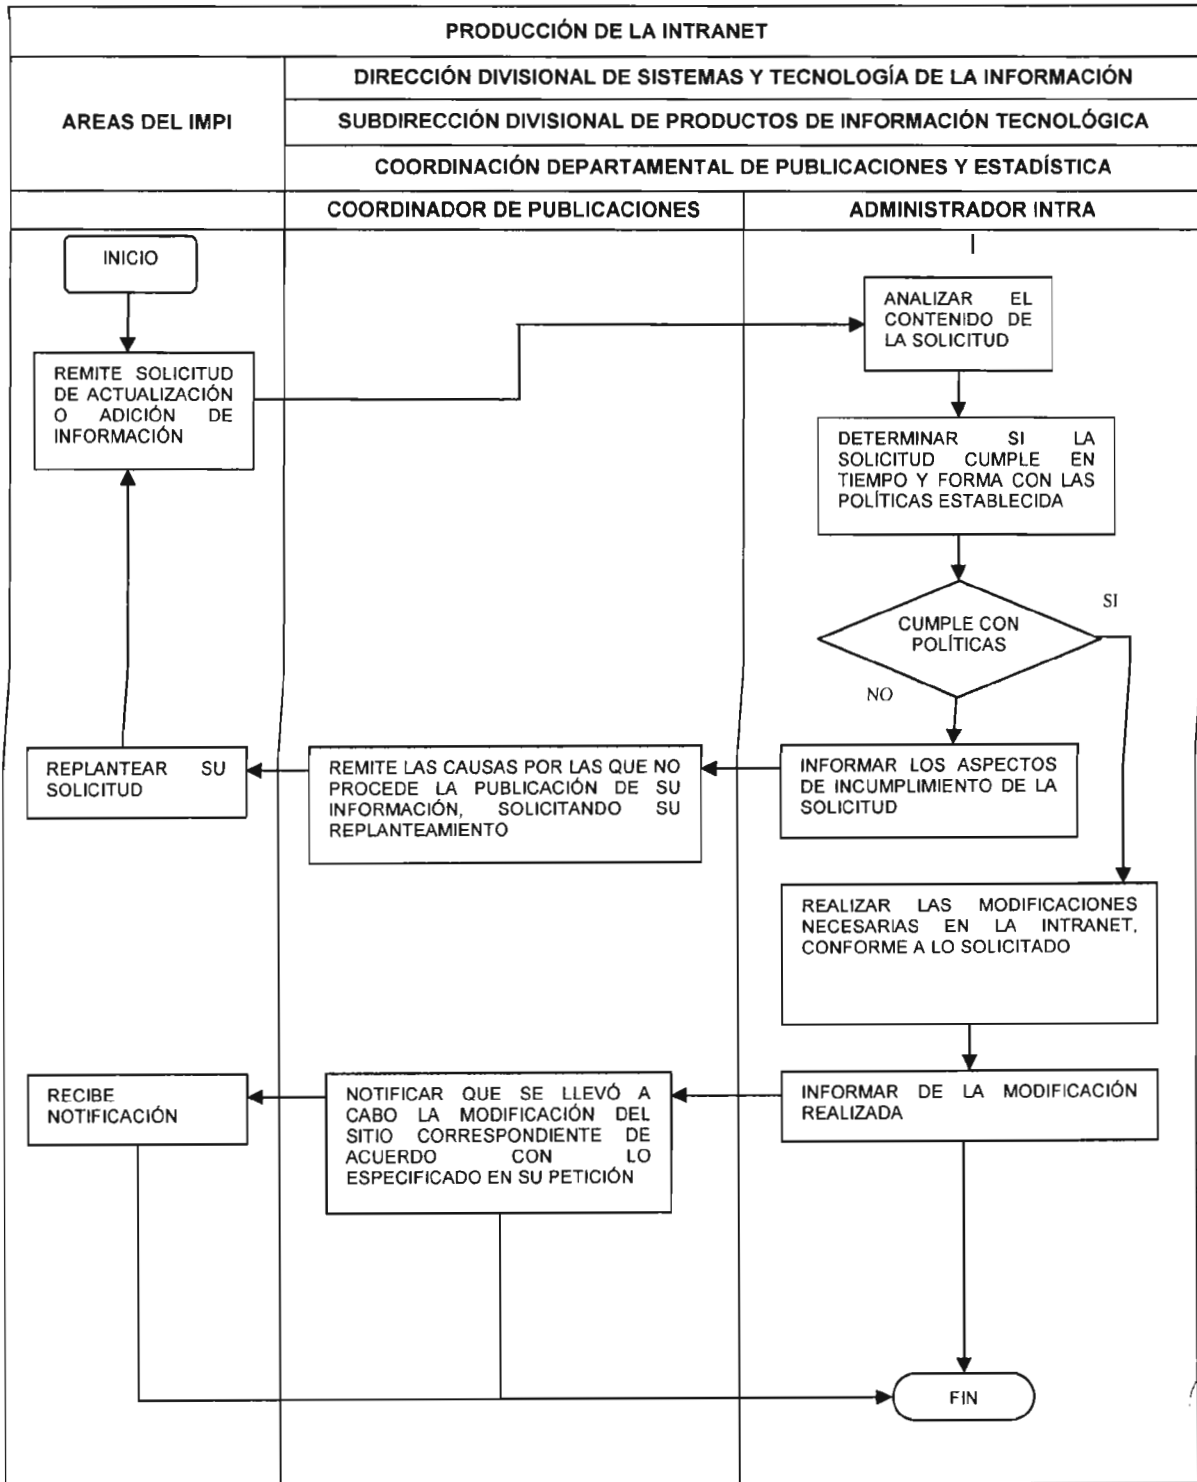 PRODUCCIÓN DE LA INTRANET
AREAS DEL IMPI
DIRECCIÓN DIVISIONAL DE SISTEMAS Y TECNOLOGÍA DE LA INFORMACIÓN
SUBDIRECCIÓN DIVISIONAL DE PRODUCTOS DE INFORMACIÓN TECNOLÓGICA
COORDINACIÓN DEPARTAMENTAL DE PUBLICACIONES Y ESTADÍSTICA
COORDINADOR DE PUBLICACIONES
ADMINISTRADOR INTRA
INICIO
REMITE SOLICITUD
DE ACTUALIZACIÓN
O ADICIÓN DE
INFORMACIÓN
ANALIZAR EL
CONTENIDO DE
LA SOLICITUD
DETERMINAR SI LA
SOLICITUD CUMPLE EN
TIEMPO Y FORMA CON LAS
POLÍTICAS ESTABLECIDA
CUMPLE CON
POLÍTICAS
SI
NO
INFORMAR LOS ASPECTOS
DE INCUMPLIMIENTO DE LA
SOLICITUD
REMITE LAS CAUSAS POR LAS QUE NO
PROCEDE LA PUBLICACIÓN DE SU
INFORMACIÓN, SOLICITANDO SU
REPLANTEAMIENTO
REPLANTEAR SU
SOLICITUD
REALIZAR LAS MODIFICACIONES
NECESARIAS EN LA INTRANET,
CONFORME A LO SOLICITADO
INFORMAR DE LA MODIFICACIÓN
REALIZADA
NOTIFICAR QUE SE LLEVÓ A
CABO LA MODIFICACIÓN DEL
SITIO CORRESPONDIENTE DE
ACUERDO CON LO
ESPECIFICADO EN SU PETICIÓN
RECIBE
NOTIFICACIÓN
FIN